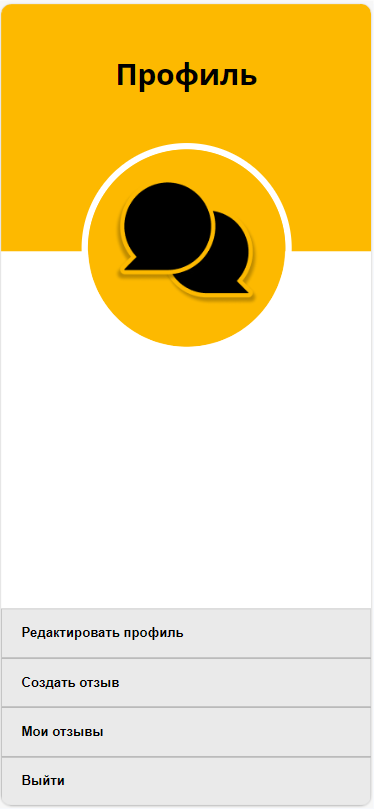 Профиль
Редактировать профиль
Создать отзыв
Мои отзывы
Выйти